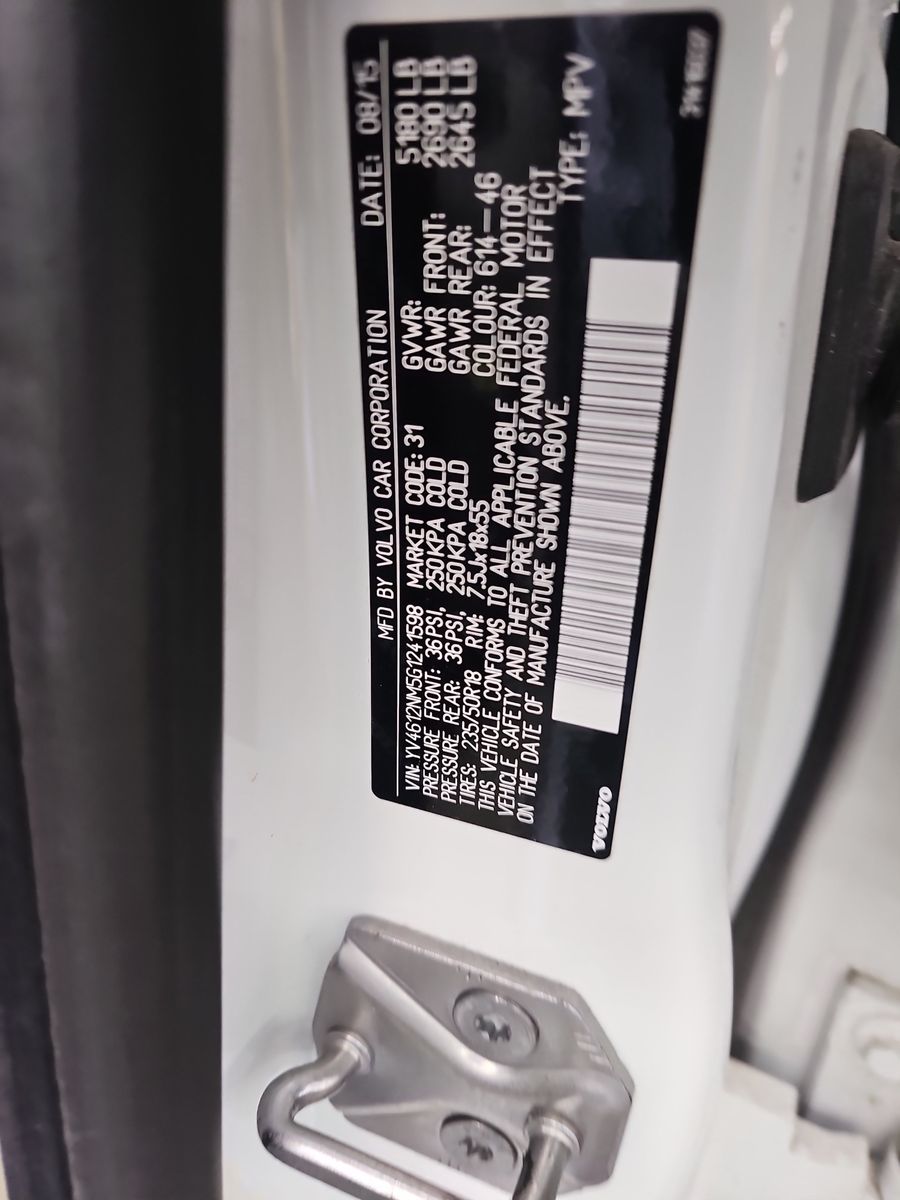 MFD BY VOLVO CAR CORPORATION DATE: 08/15
VIN: YV4612NM5G1241598 MARKET CODE: 31 GVWR: 5180 LB
PRESSURE FRONT: 36PSI, 250KPA COLD GAWR FRONT: 2690 LB
PRESSURE REAR: 36PSI, 250KPA COLD GAWR REAR: 2645 LB
TIRES: 235/50R18 RIM: 7.5Jx18x55 COLOUR: 614-46
THIS VEHICLE CONFORMS TO ALL APPLICABLE FEDERAL MOTOR
VEHICLE SAFETY AND THEFT PREVENTION STANDARDS IN EFFECT
ON THE DATE OF MANUFACTURE SHOWN ABOVE.
TYPE: MPV
VOLVO